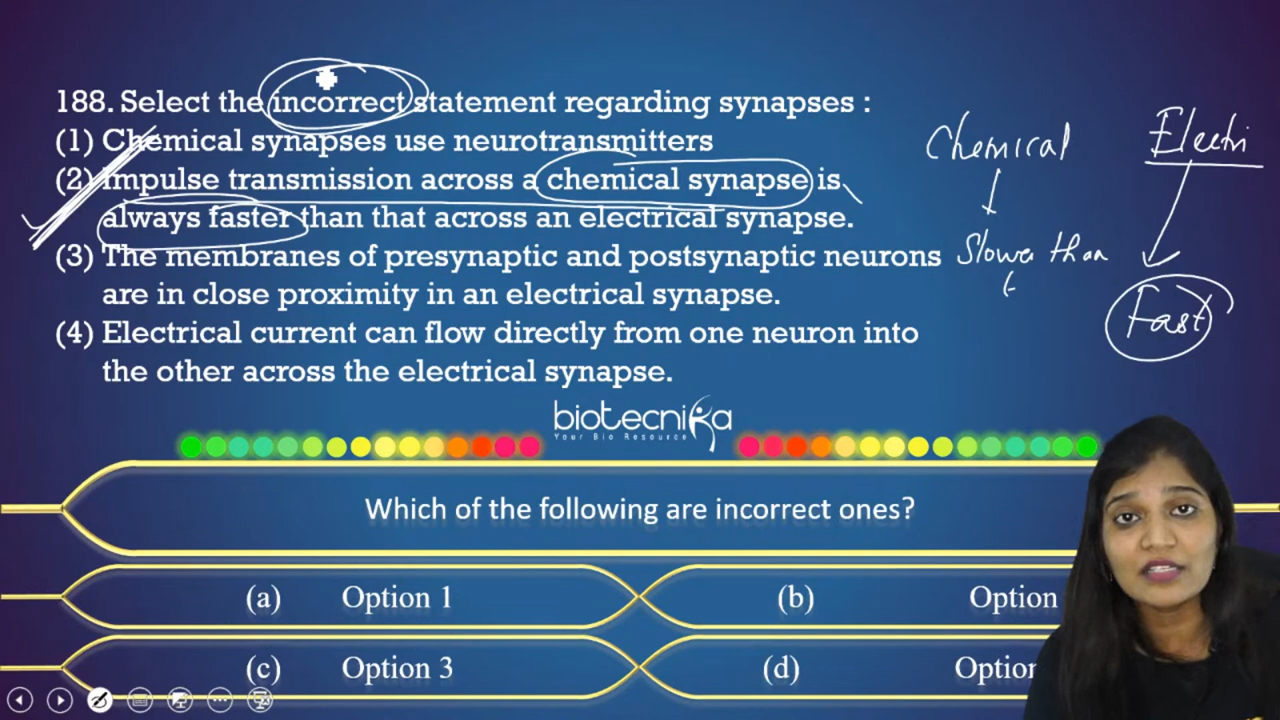 188. Select the incorrect statement regarding synapses :
(1) Chemical synapses use neurotransmitters
(2) Impulse transmission across a chemical synapse is
always faster than that across an electrical synapse.
(3) The membranes of presynaptic and postsynaptic neurons
are in close proximity in an electrical synapse.
(4) Electrical current can flow directly from one neuron into
the other across the electrical synapse.
Chemical
Slower than
Electri
Fast
biotecnika
Your Bio Resource
Which of the following are incorrect ones?
(a) Option 1
(b) Option
(c) Option 3
(d) Option